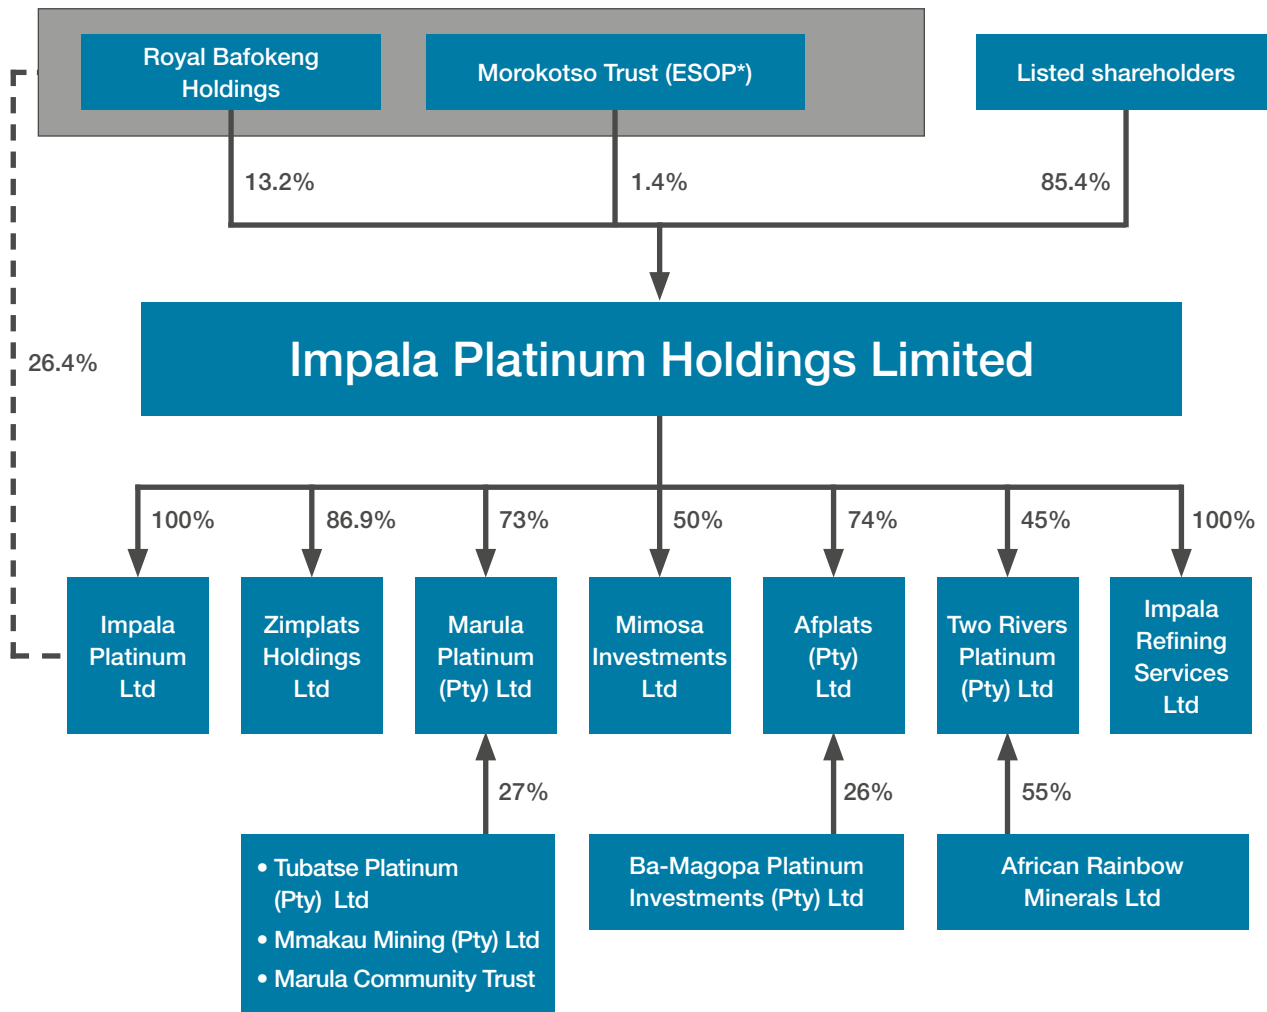 Royal Bafokeng
Holdings
Morokotso Trust (ESOP*)
Listed shareholders
13.2%
1.4%
85.4%
26.4%
Impala Platinum Holdings Limited
100%
86.9%
73%
50%
74%
45%
100%
Impala
Platinum
Ltd
Zimplats
Holdings
Ltd
Marula
Platinum
(Pty) Ltd
Mimosa
Investments
Ltd
Afplats
(Pty)
Ltd
Two Rivers
Platinum
(Pty) Ltd
Impala
Refining
Services
Ltd
27%
26%
55%
• Tubatse Platinum
(Pty) Ltd
• Mmakau Mining (Pty) Ltd
• Marula Community Trust
Ba-Magopa Platinum
Investments (Pty) Ltd
African Rainbow
Minerals Ltd